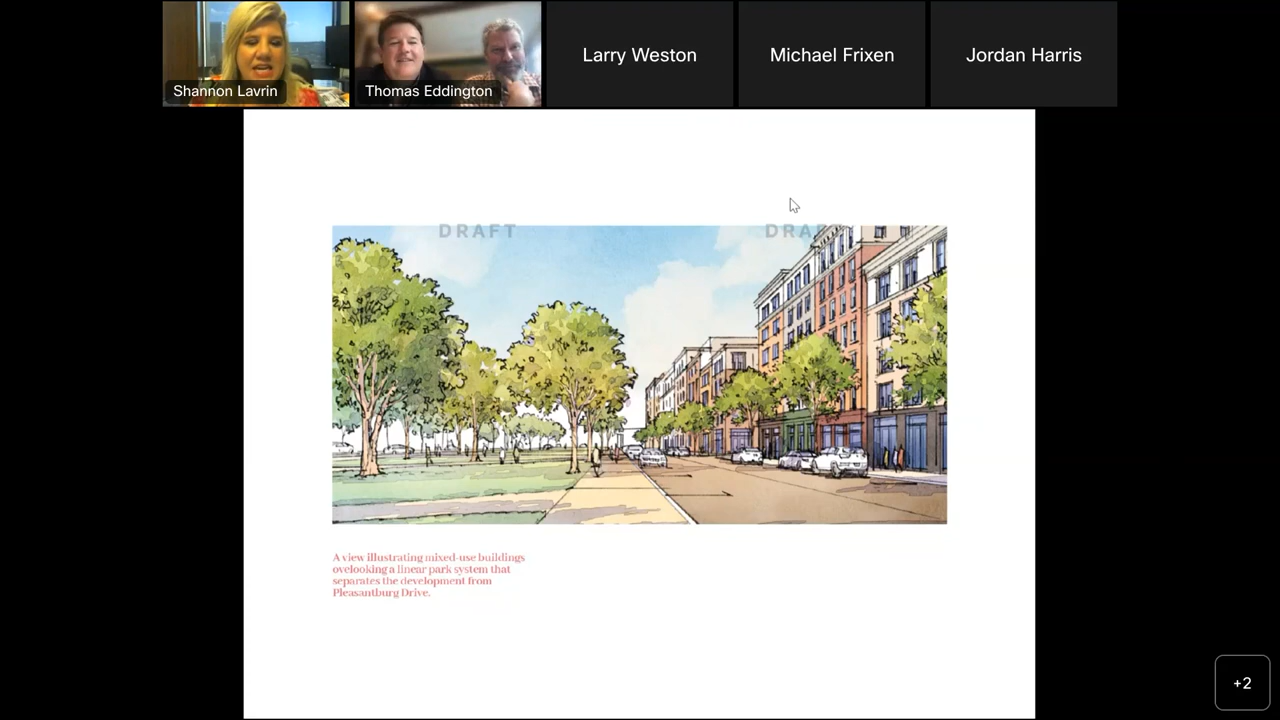 Shannon Lavrin
Thomas Eddington
Larry Weston
Michael Frixen
Jordan Harris
DRAFT
A view illustrating mixed-use buildings
ovelooking a linear park system that
separates the development from
Pleasantburg Drive.
+2